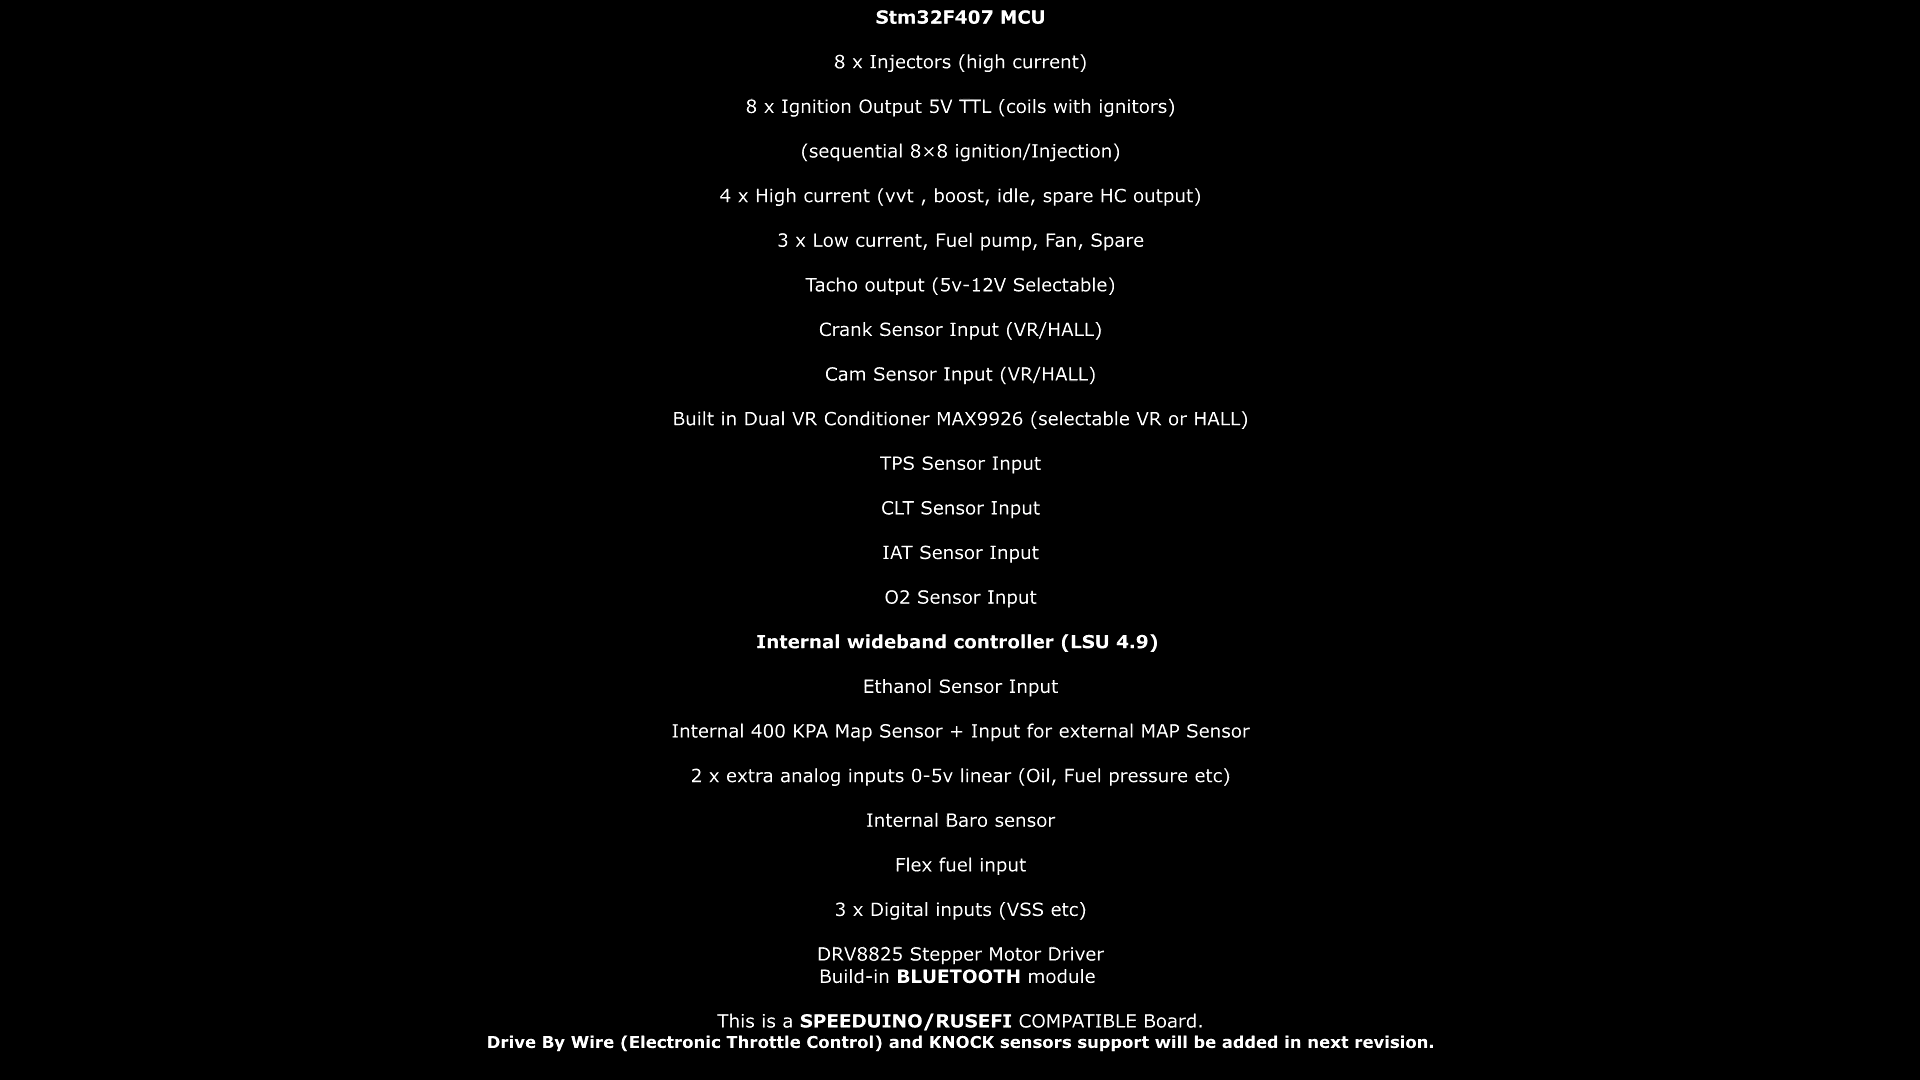 Stm32F407 MCU
8 x Injectors (high current)
8 x Ignition Output 5V TTL (coils with ignitors)
(sequential 8×8 ignition/Injection)
4 x High current (vvt , boost, idle, spare HC output)
3 x Low current, Fuel pump, Fan, Spare
Tacho output (5v-12V Selectable)
Crank Sensor Input (VR/HALL)
Cam Sensor Input (VR/HALL)
Built in Dual VR Conditioner MAX9926 (selectable VR or HALL)
TPS Sensor Input
CLT Sensor Input
IAT Sensor Input
O2 Sensor Input
Internal wideband controller (LSU 4.9)
Ethanol Sensor Input
Internal 400 KPA Map Sensor + Input for external MAP Sensor
2 x extra analog inputs 0-5v linear (Oil, Fuel pressure etc)
Internal Baro sensor
Flex fuel input
3 x Digital inputs (VSS etc)
DRV8825 Stepper Motor Driver
Build-in BLUETOOTH module
This is a SPEEDUINO/RUSEFI COMPATIBLE Board.
Drive By Wire (Electronic Throttle Control) and KNOCK sensors support will be added in next revision.